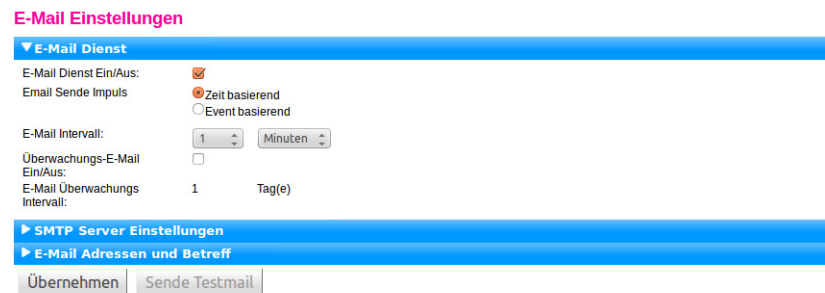 E-Mail Einstellungen
E-Mail Dienst
E-Mail Dienst Ein/Aus:
Email Sende Impuls
Zeit basierend
Event basierend
E-Mail Intervall:
1 Minuten
Überwachungs-E-Mail
Ein/Aus:
E-Mail Überwachungs
Intervall:
1 Tag(e)
SMTP Server Einstellungen
E-Mail Adressen und Betreff
Übernehmen Sende Testmail